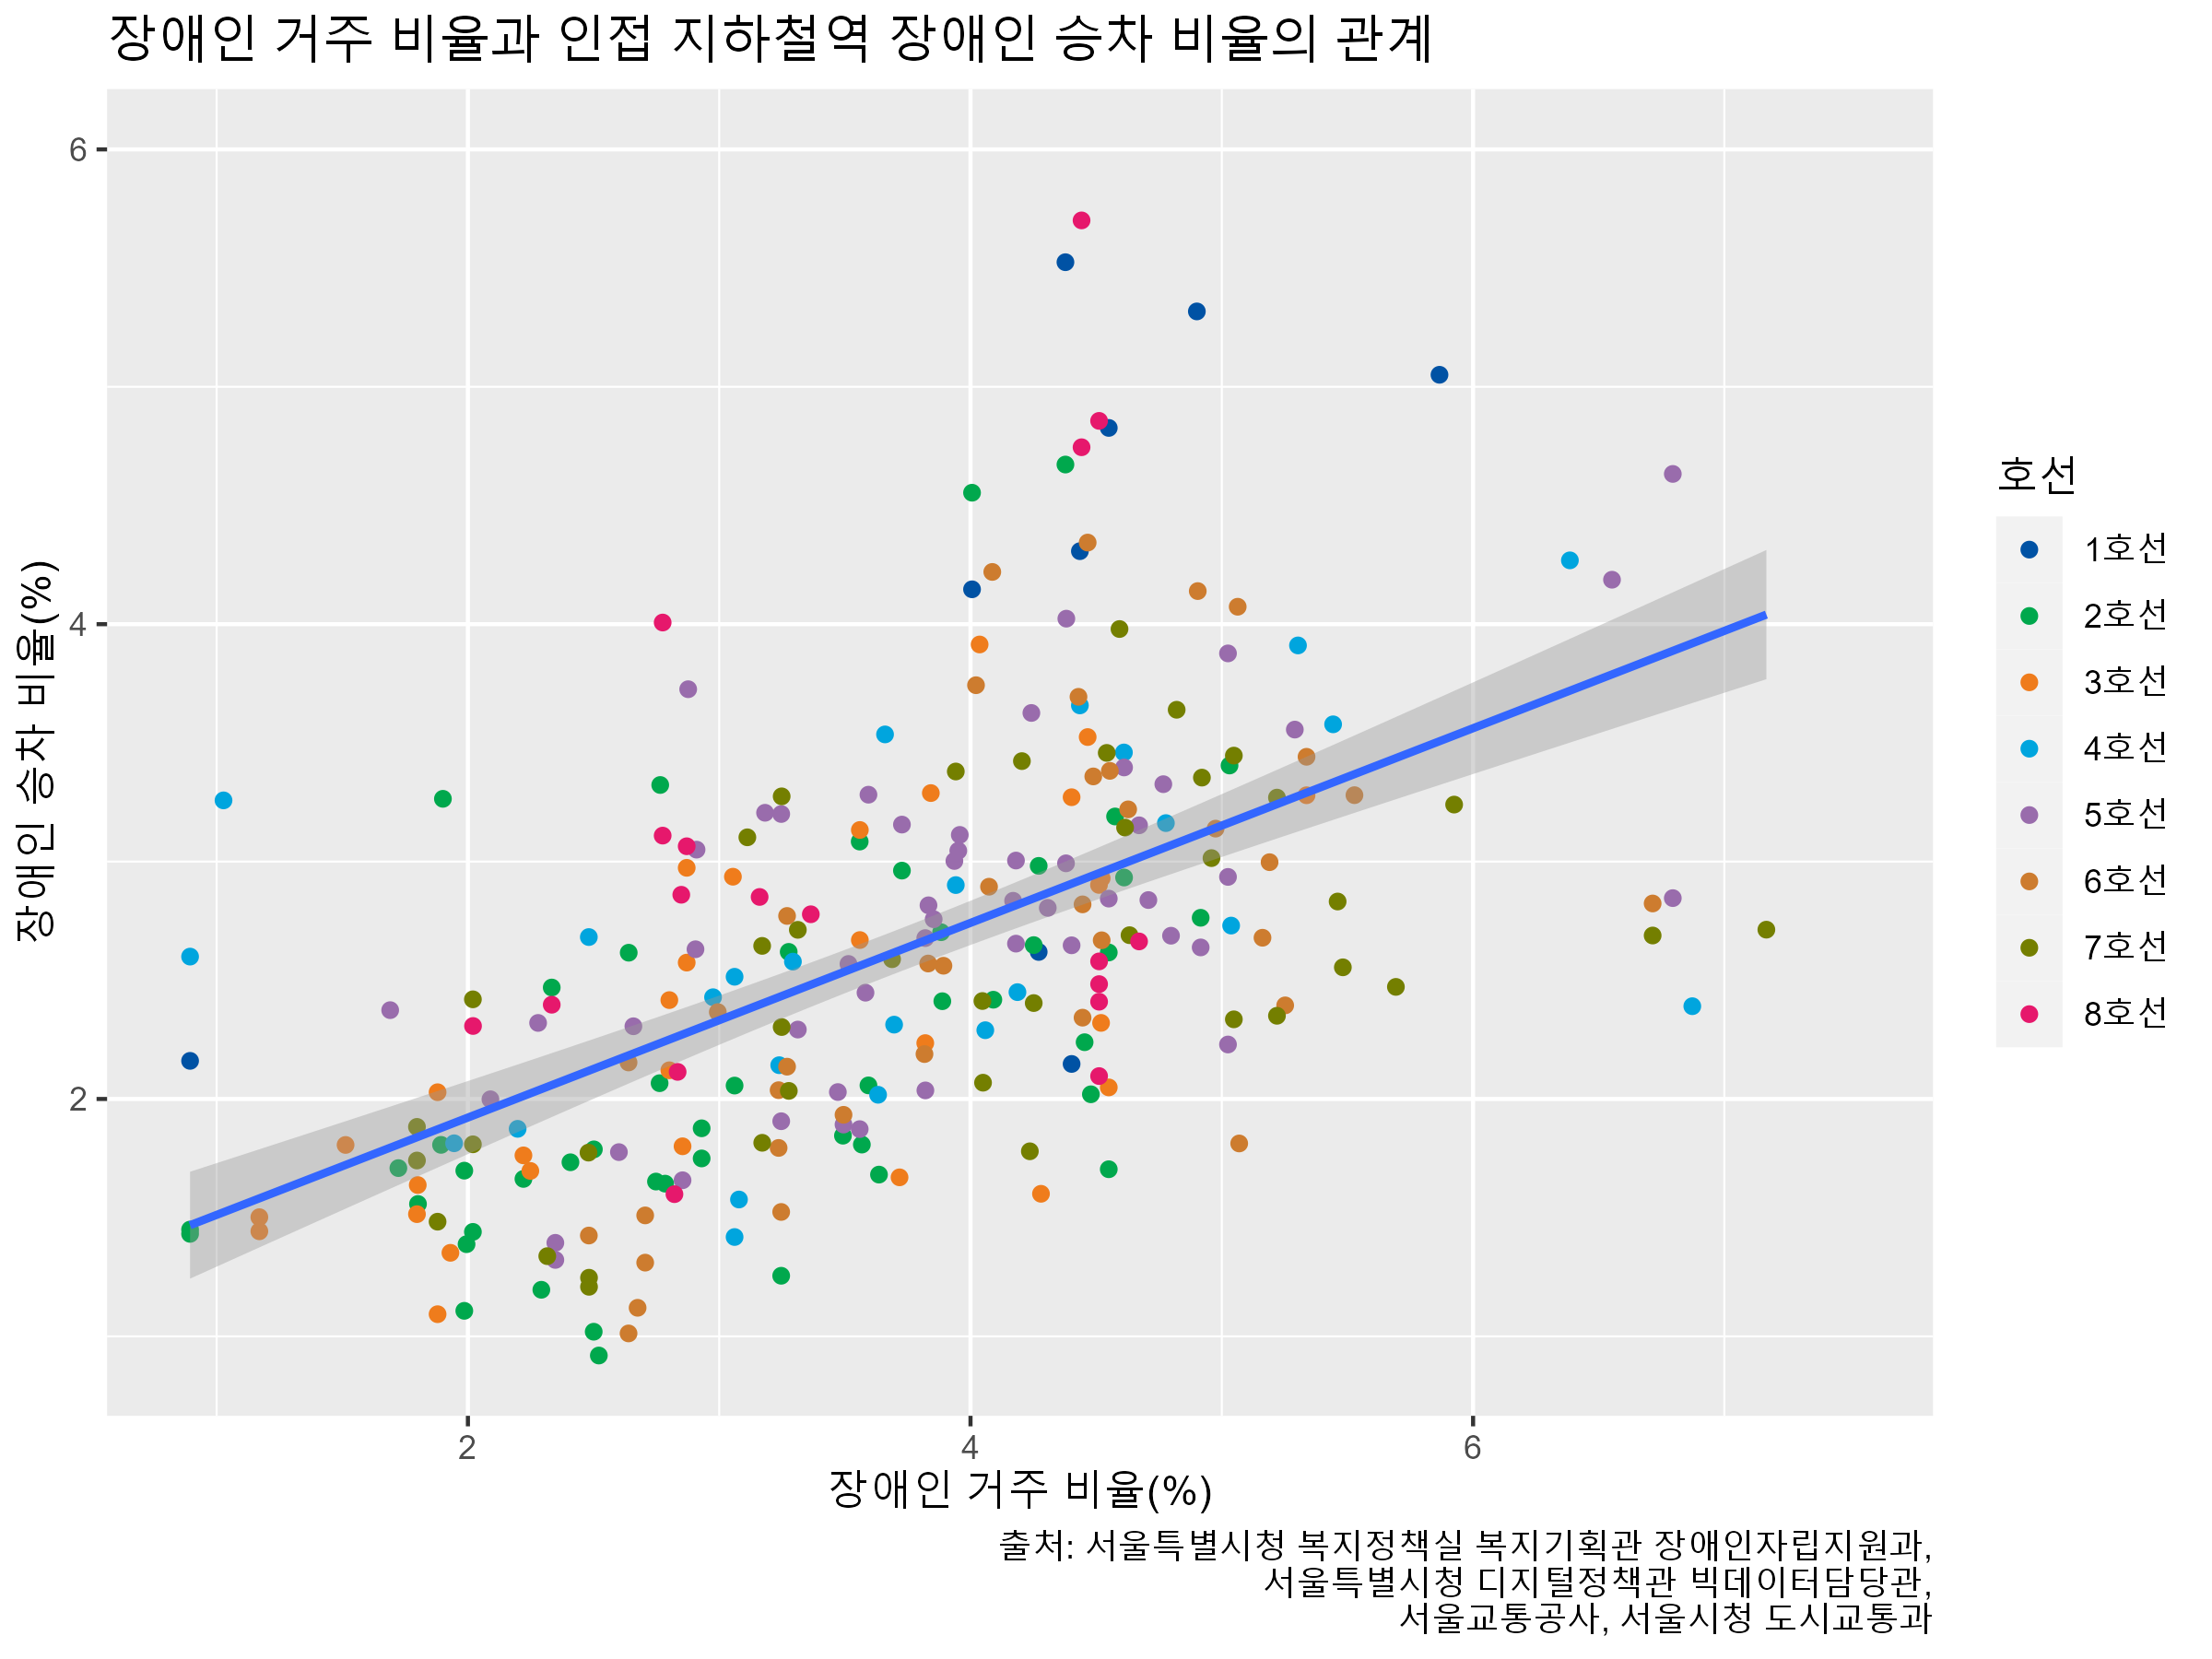 장애인 거주 비율과 인접 지하철역 장애인 승차 비율의 관계
6
4
2
장애인 승차 비율(%)
2 4 6
장애인 거주 비율(%)
호선
1호선
2호선
3호선
4호선
5호선
6호선
7호선
8호선
출처: 서울특별시청 복지정책실 복지기획관 장애인자립지원과,
서울특별시청 디지털정책관 빅데이터담당관,
서울교통공사, 서울시청 도시교통과